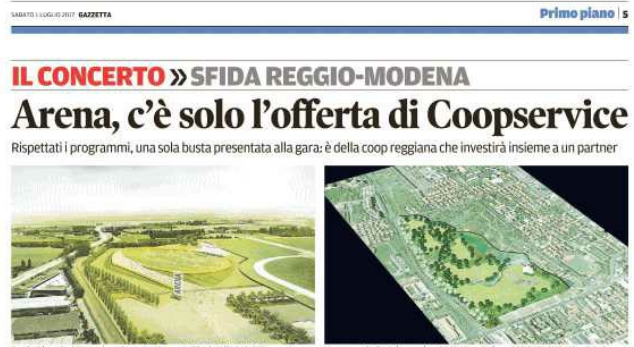 SABATO 1 LUGLIO 2017 GAZZETTA
Primo piano | 5
IL CONCERTO » SFIDA REGGIO-MODENA
Arena, c'è solo l'offerta di Coopservice
Rispettati i programmi, una sola busta presentata alla gara: è della coop reggiana che investirà insieme a un partner
ARENA